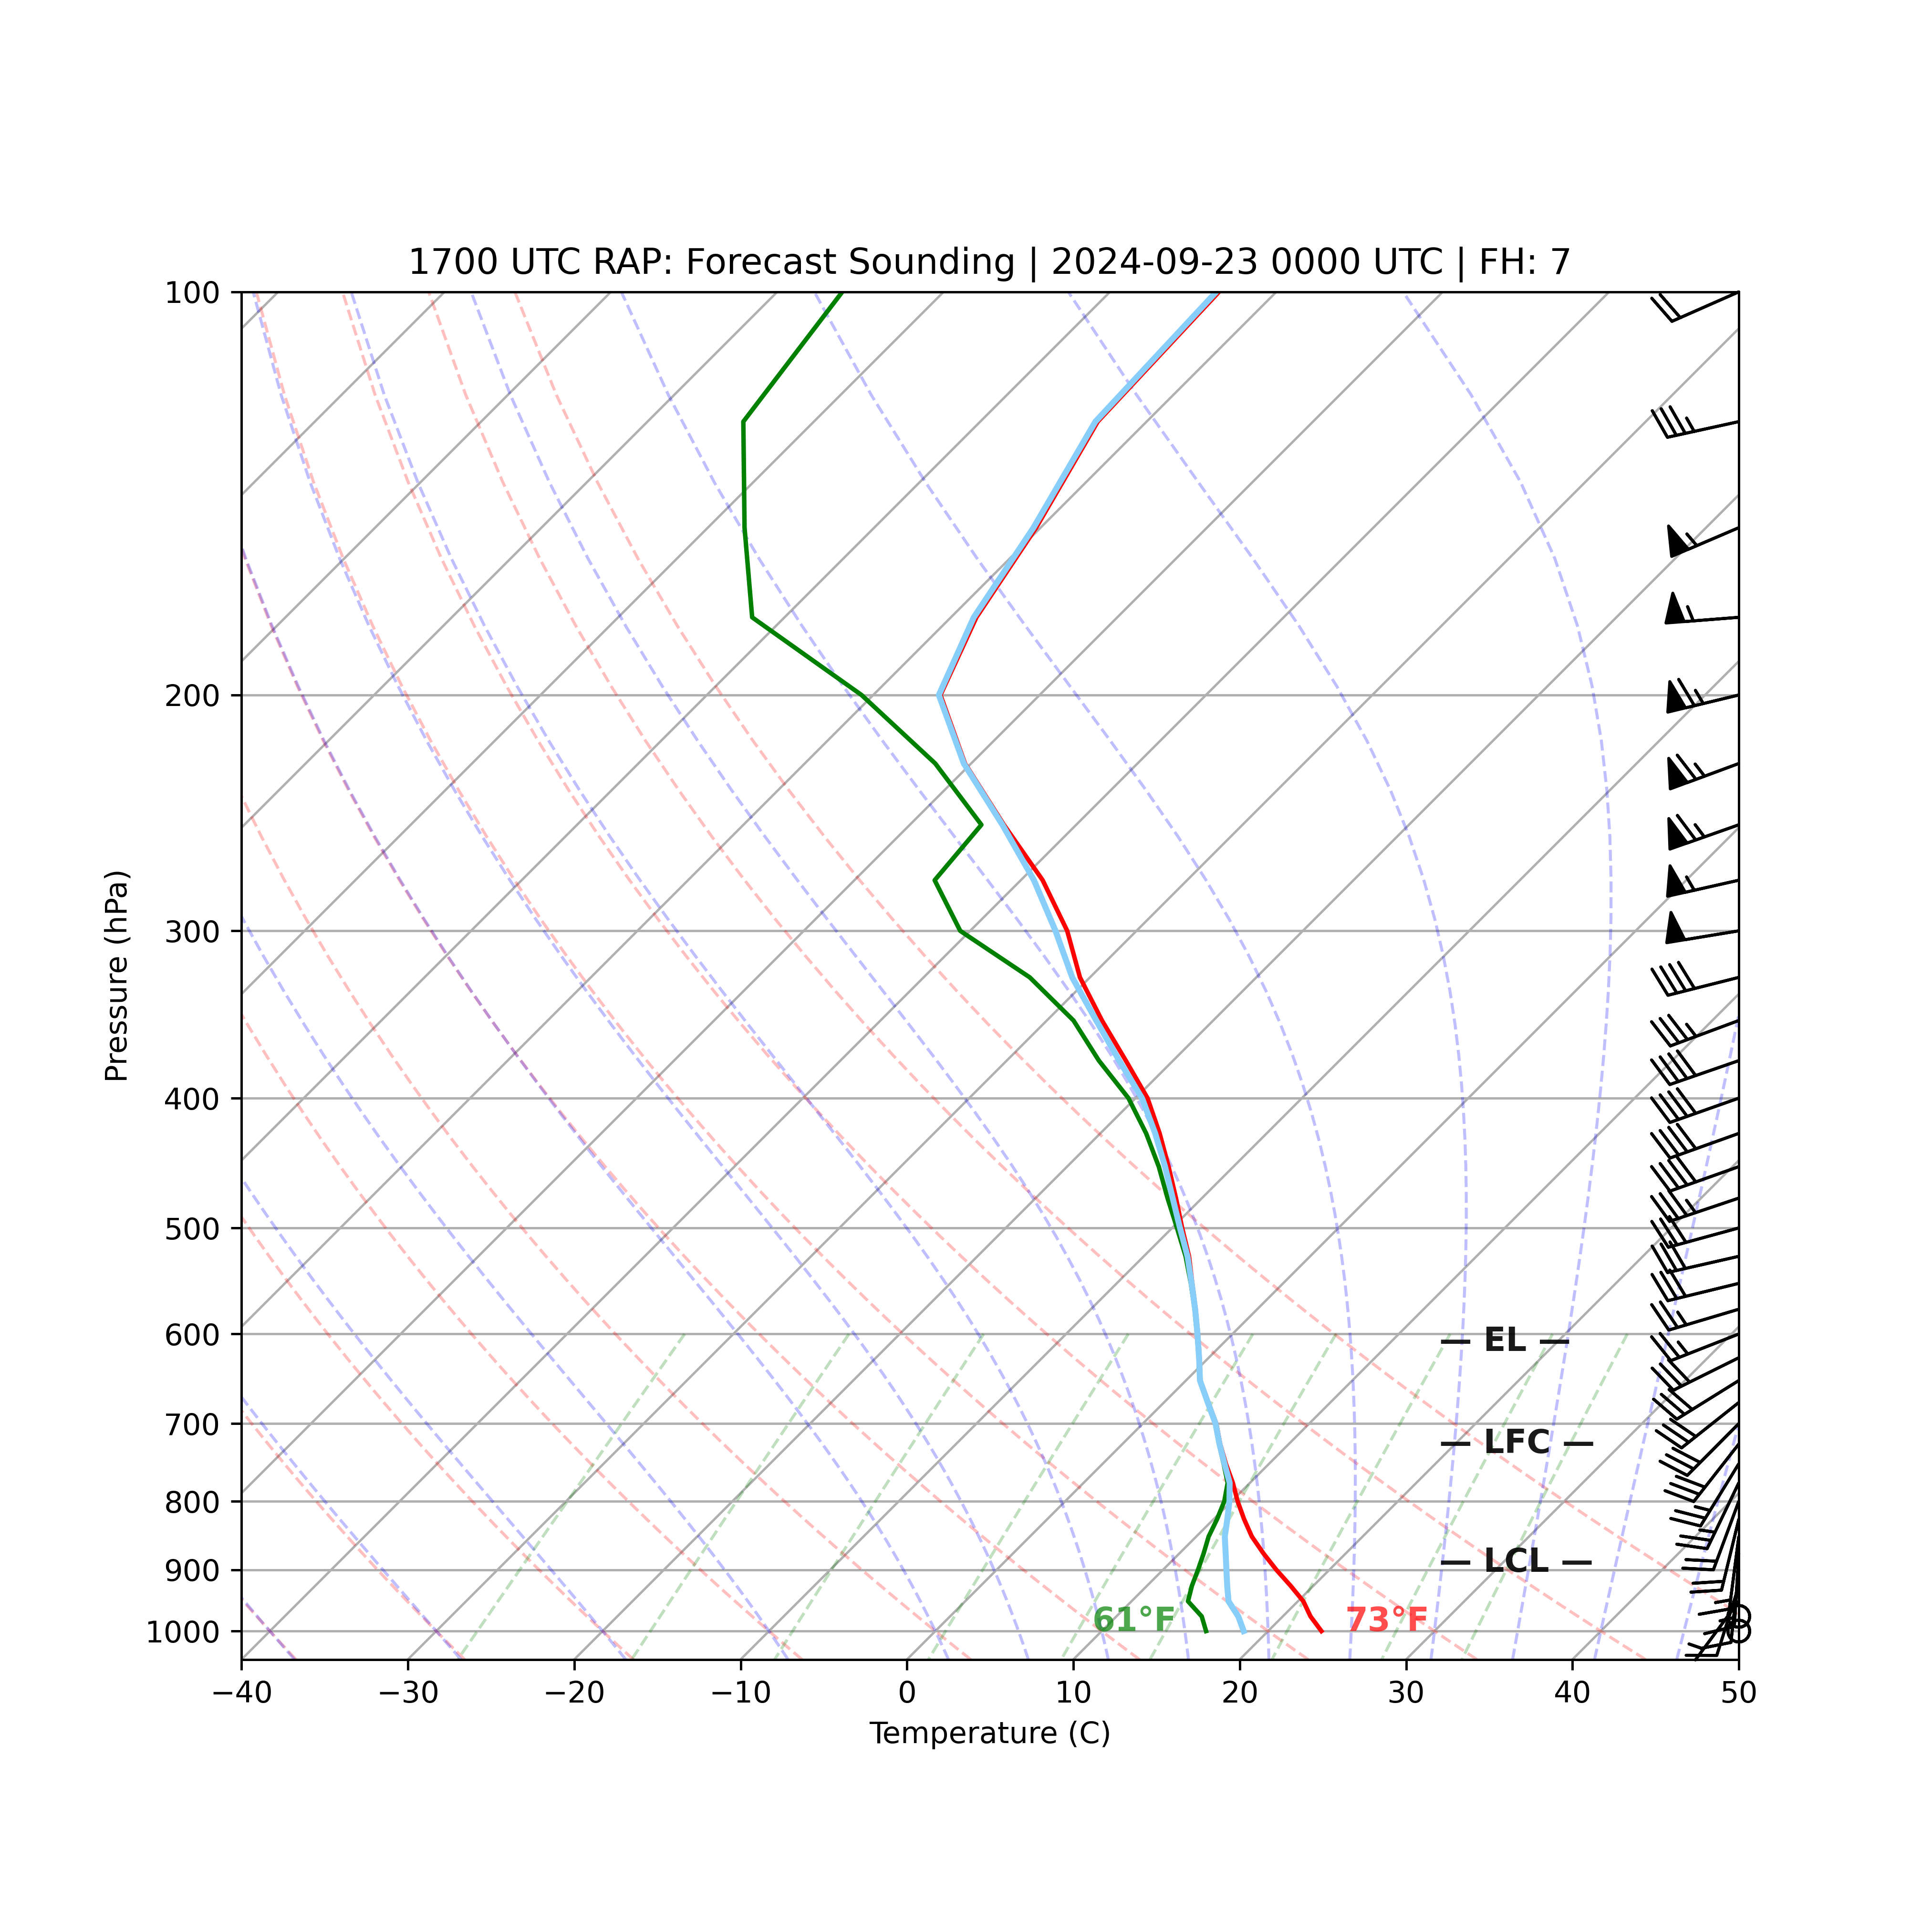 1700 UTC RAP: Forecast Sounding | 2024-09-23 0000 UTC | FH: 7
100
200
300
400
500
600
700
800
900
1000
Pressure (hPa)
— EL —
— LFC —
— LCL —
61°F
73°F
−40
−30
−20
−10
0
10
20
30
40
50
Temperature (C)